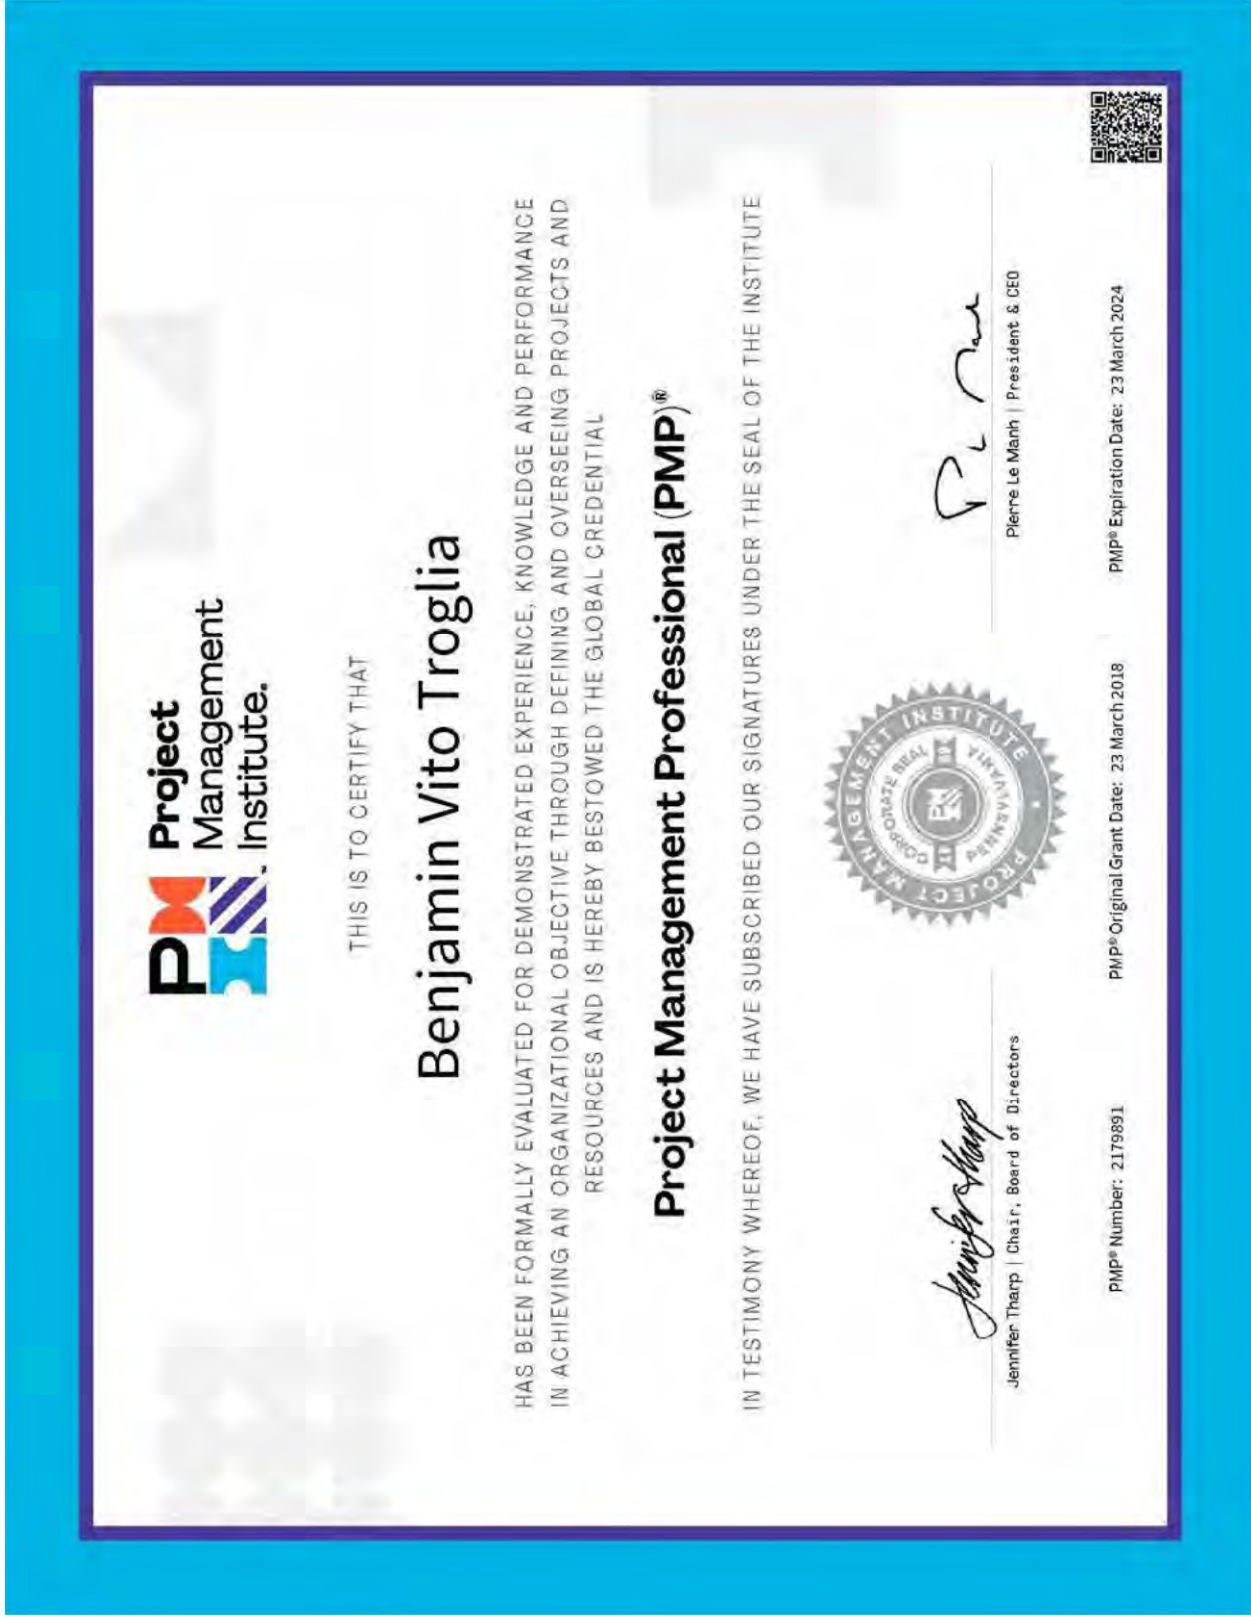 PM
Project
Management
Institute.
THIS IS TO CERTIFY THAT
Benjamin Vito Troglia
HAS BEEN FORMALLY EVALUATED FOR DEMONSTRATED EXPERIENCE, KNOWLEDGE AND PERFORMANCE
IN ACHIEVING AN ORGANIZATIONAL OBJECTIVE THROUGH DEFINING AND OVERSEEING PROJECTS AND
RESOURCES AND IS HEREBY BESTOWED THE GLOBAL CREDENTIAL
Project Management Professional (PMP)®
IN TESTIMONY WHEREOF, WE HAVE SUBSCRIBED OUR SIGNATURES UNDER THE SEAL OF THE INSTITUTE
PROJECT MANAGEMENT INSTITUTE
CORPORATE SEAL
PM
PENNSYLVANIA
Jennifer Tharp
Jennifer Tharp | Chair, Board of Directors
Pierre Le Manh | President & CEO
PMP® Number: 2179891
PMP® Original Grant Date: 23 March 2018
PMP® Expiration Date: 23 March 2024